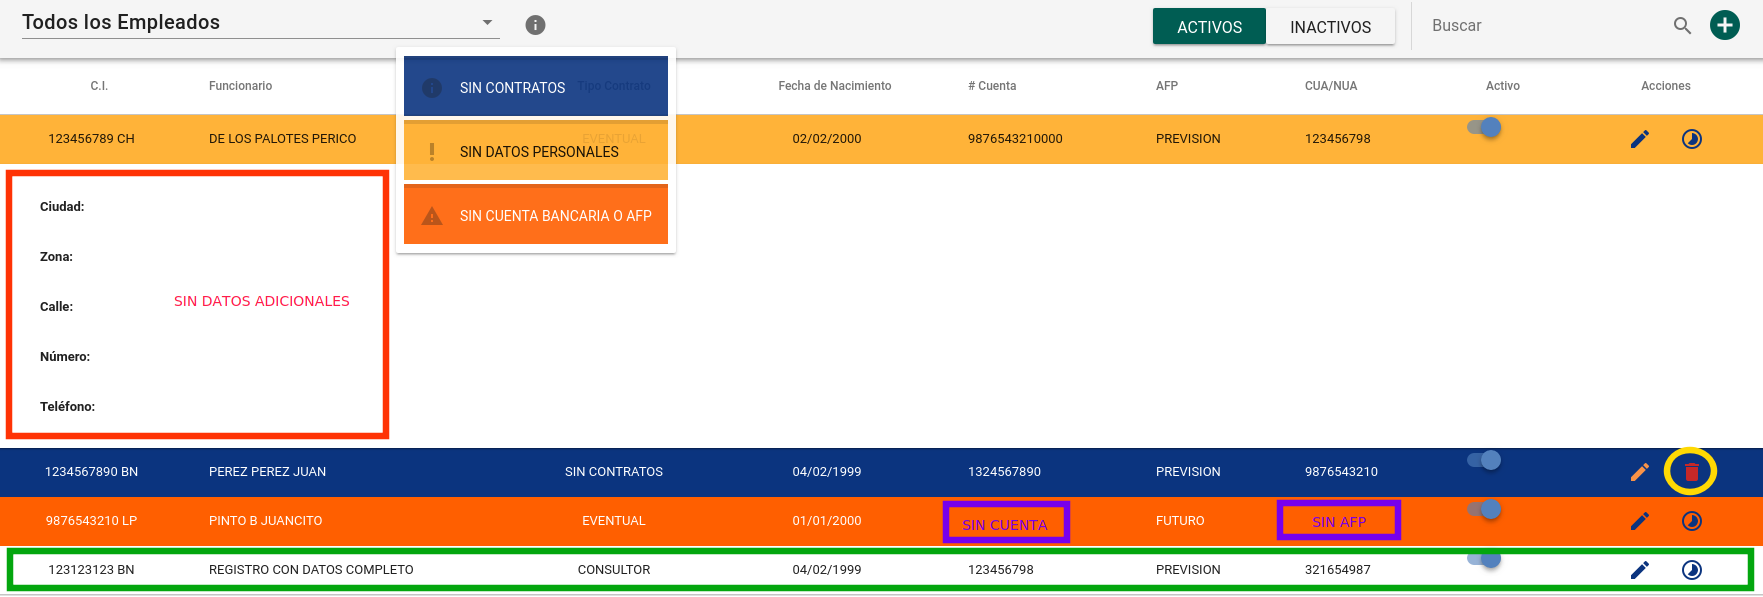 Todos los Empleados
ACTIVOS INACTIVOS Buscar
C.I. Funcionario Tipo Contrato Fecha de Nacimiento # Cuenta AFP CUA/NUA Activo Acciones
SIN CONTRATOS
123456789 CH DE LOS PALOTES PERICO EVENTUAL 02/02/2000 9876543210000 PREVISION 123456798
SIN DATOS PERSONALES
SIN CUENTA BANCARIA O AFP
Ciudad:
Zona:
Calle: SIN DATOS ADICIONALES
Número:
Teléfono:
1234567890 BN PEREZ PEREZ JUAN SIN CONTRATOS 04/02/1999 1324567890 PREVISION 9876543210
9876543210 LP PINTO B JUANCITO EVENTUAL 01/01/2000 SIN CUENTA FUTURO SIN AFP
123123123 BN REGISTRO CON DATOS COMPLETO CONSULTOR 04/02/1999 123456798 PREVISION 321654987